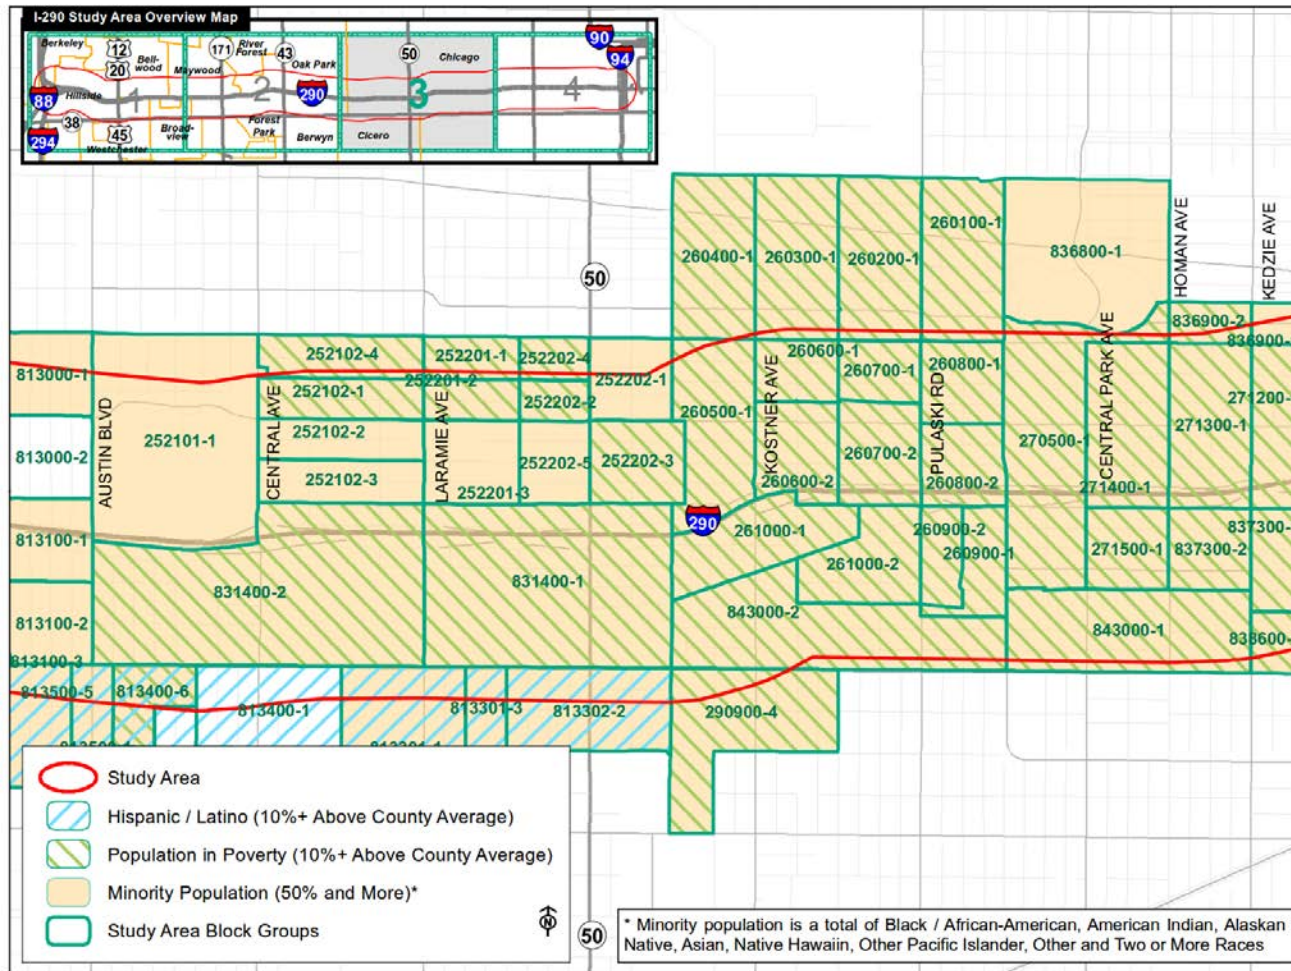 I-290 Study Area Overview Map
Berkeley
12
20
Bell-
wood
Maywood
171
River
Forest
43
Oak Park
50
Chicago
90
94
88
Hillside
1
2
290
3
4
294
38
45
Westchester
Broad-
view
Forest
Park
Berwyn
Cicero
50
260400-1
260300-1
260200-1
260100-1
836800-1
HOMAN AVE
KEDZIE AVE
836900-2
813000-1
252102-4
252201-1
252202-4
252102-1
252201-2
252202-2
252202-1
260600-1
260700-1
260800-1
CENTRAL PARK AVE
AUSTIN BLVD
252101-1
CENTRAL AVE
252102-2
LARAMIE AVE
260500-1
KOSTNER AVE
PULASKI RD
270500-1
271300-1
813000-2
252102-3
252202-5
252202-3
260700-2
252201-3
260600-2
260800-2
271400-1
813100-1
290
261000-1
260900-2
260900-1
271500-1
837300-2
813100-2
831400-2
831400-1
261000-2
843000-2
843000-1
813100-3
813500-5
813400-6
813400-1
813301-3
813302-2
290900-4
Study Area
Hispanic / Latino (10%+ Above County Average)
Population in Poverty (10%+ Above County Average)
Minority Population (50% and More)*
Study Area Block Groups
N
50
* Minority population is a total of Black / African-American, American Indian, Alaskan
Native, Asian, Native Hawaiin, Other Pacific Islander, Other and Two or More Races